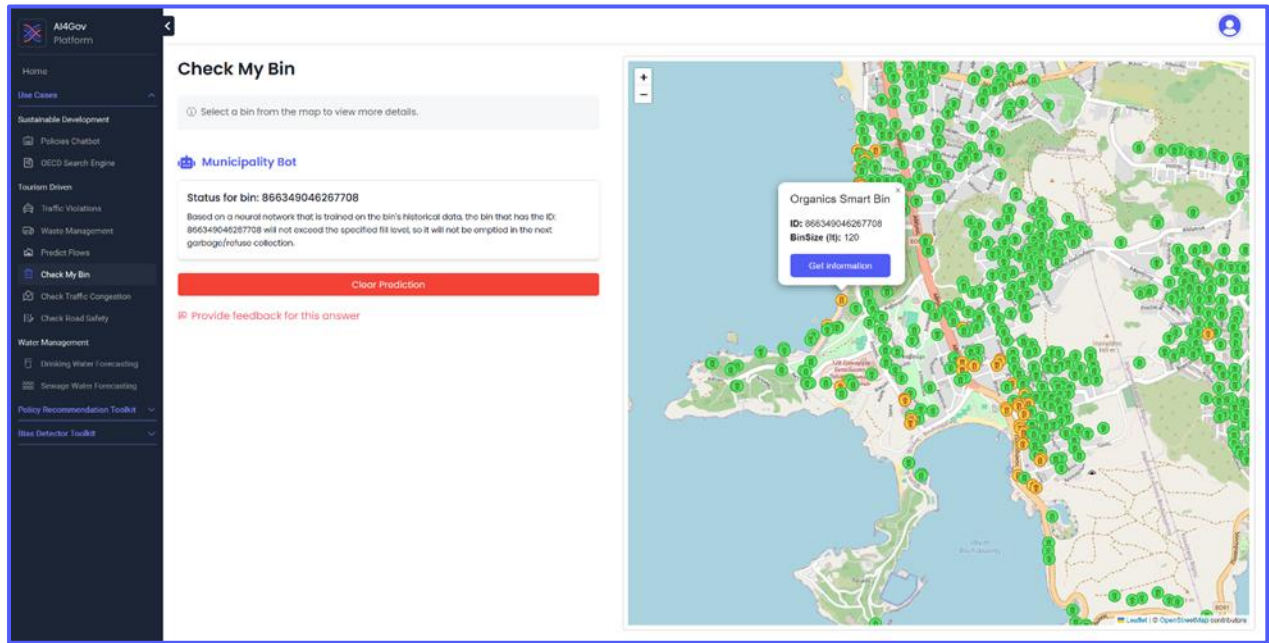 AI4Gov
Platform
Home
Use Cases
Sustainable Development
Policies Chatbot
OECD Search Engine
Tourism Driven
Traffic Violations
Waste Management
Predict Flows
Check My Bin
Check Traffic Congestion
Check Road Safety
Water Management
Drinking Water Forecasting
Sewage Water Forecasting
Policy Recommendation Toolkit
Bias Detector Toolkit
Check My Bin
Select a bin from the map to view more details.
Municipality Bot
Status for bin: 866349046267708
Based on a neural network that is trained on the bin's historical data, the bin that has the ID:
866349046267708 will not exceed the specified fill level, so it will not be emptied in the next
garbage/refuse collection.
Clear Prediction
Provide feedback for this answer
+
−
Organics Smart Bin
×
ID: 866349046267708
BinSize (lt): 120
Get information
Leaflet | © OpenStreetMap contributors